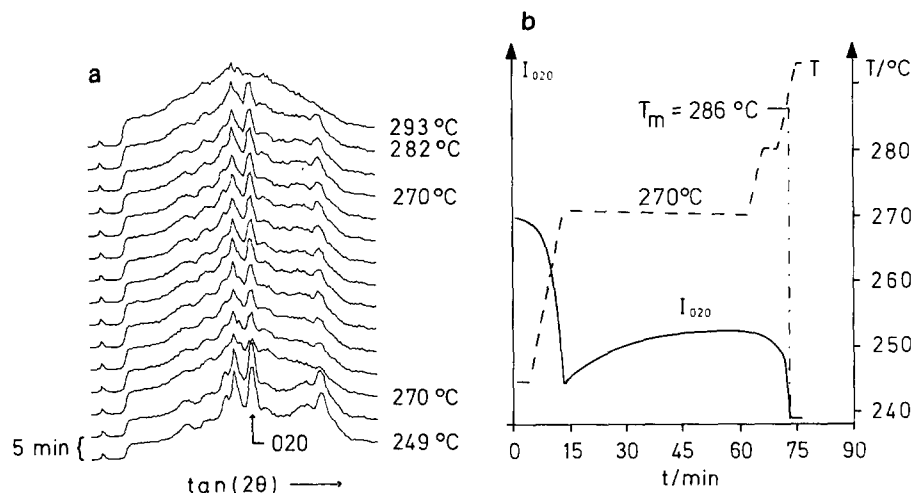 a
293 °C
282 °C
270 °C
270 °C
249 °C
5 min {
020
tan(2θ) →
b
I₀₂₀
T
T/°C
Tₘ = 286 °C
270°C
I₀₂₀
280
270
260
250
240
0 15 30 45 60 75 90
t/min